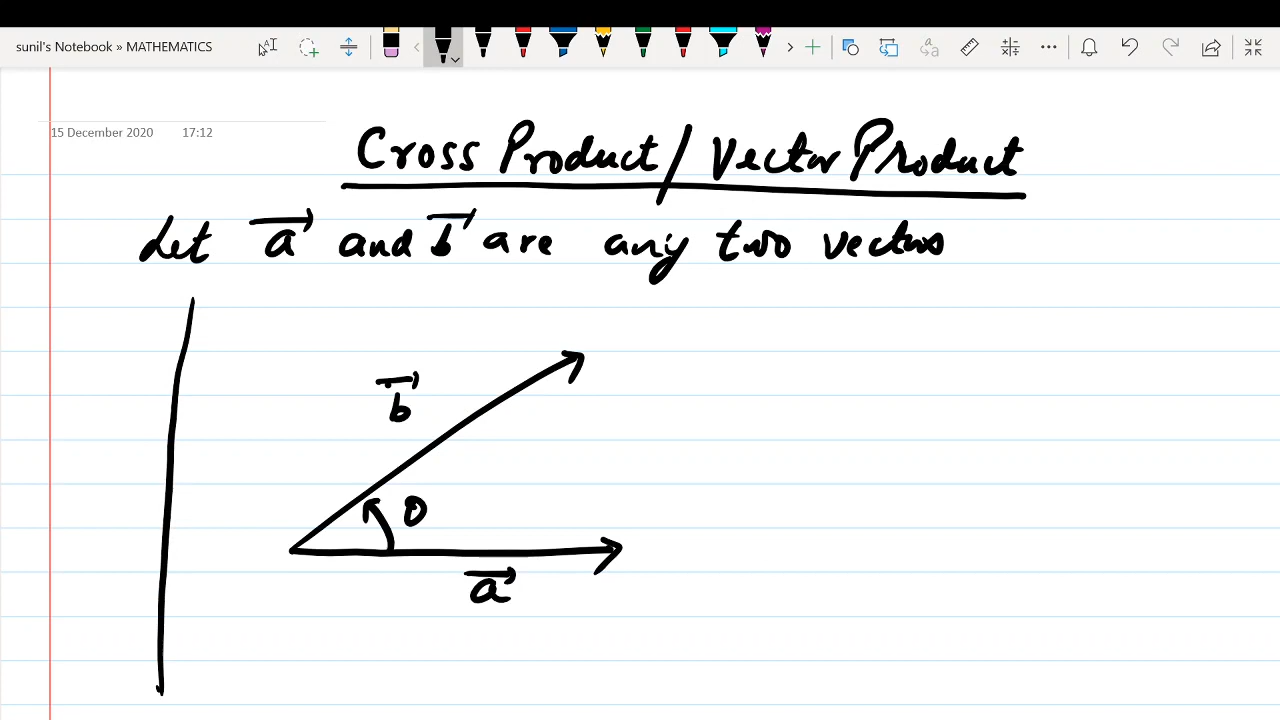 sunil's Notebook » MATHEMATICS
15 December 2020 17:12
Cross Product / Vector Product
Let a⃗ and b⃗ are any two vectors
b⃗
θ
a⃗